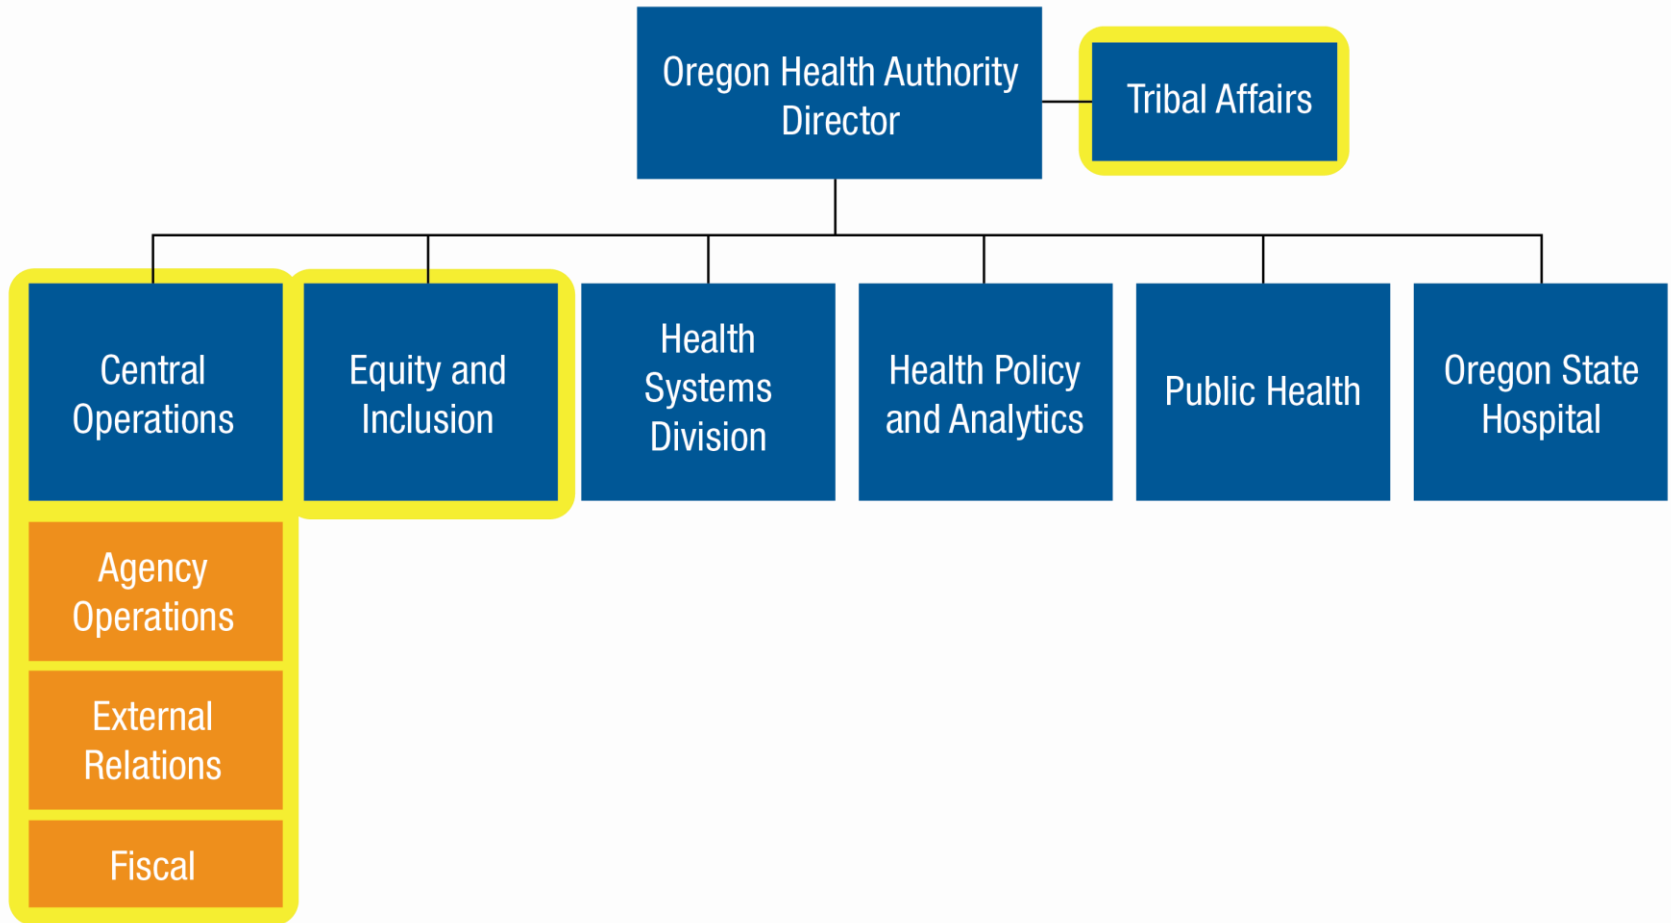 Oregon Health Authority
Director
Tribal Affairs
Central
Operations
Equity and
Inclusion
Health
Systems
Division
Health Policy
and Analytics
Public Health
Oregon State
Hospital
Agency
Operations
External
Relations
Fiscal